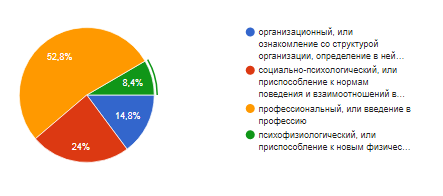 52,8%
8,4%
14,8%
24%
организационный, или
ознакомление со структурой
организации, определение в ней...
социально-психологический, или
приспособление к нормам
поведения и взаимоотношений в...
профессиональный, или введение в
профессию
психофизиологический, или
приспособление к новым физичес...